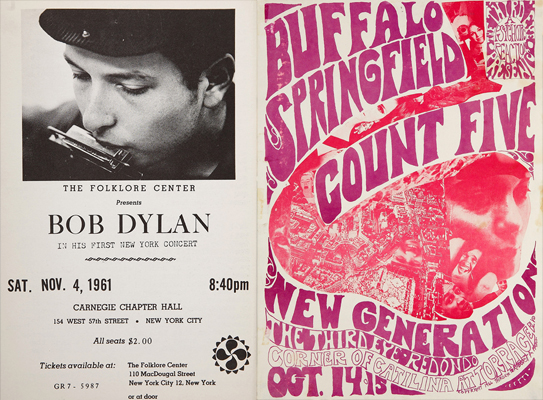 THE FOLKLORE CENTER
Presents
BOB DYLAN
IN HIS FIRST NEW YORK CONCERT
SAT. NOV. 4, 1961 8:40pm
CARNEGIE CHAPTER HALL
154 WEST 57th STREET • NEW YORK CITY
All seats $2.00
Tickets available at:
GR 7 - 5987
The Folklore Center
110 MacDougal Street
New York City 12, New York
or at door
BUFFALO
SPRINGFIELD
COUNT FIVE
NEW GENERATION
THE THIRD EYE. REDONDO
CORNER OF CATILINA AT TORRACE
OCT. 14·15